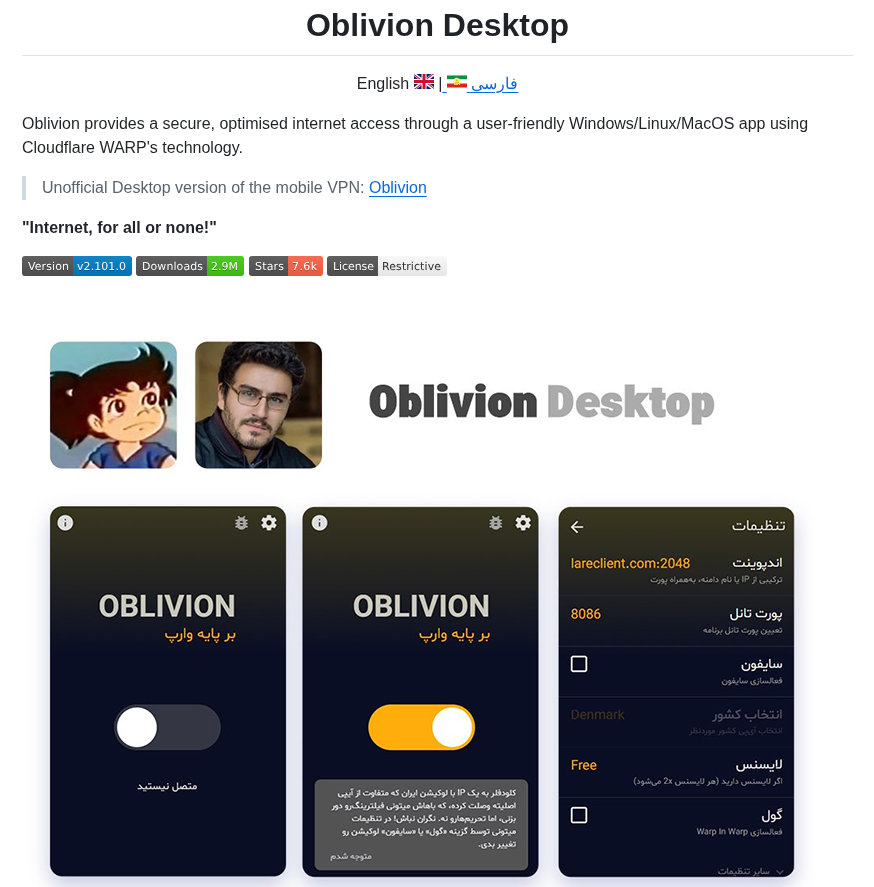 Oblivion Desktop
English | فارسی
Oblivion provides a secure, optimised internet access through a user-friendly Windows/Linux/MacOS app using
Cloudflare WARP's technology.
Unofficial Desktop version of the mobile VPN: Oblivion
"Internet, for all or none!"
Version v2.101.0 Downloads 2.9M Stars 7.6k License Restrictive
Oblivion Desktop
OBLIVION
بر پایه وارپ
متصل نیستید
OBLIVION
بر پایه وارپ
کلودفلر به یک IP با لوکیشن ایران که متفاوت از آیپی
اصلیته وصلت کرده، که باهاش میتونی فیلترینگ‌رو دور
بزنی، اما تحریم‌هارو نه. نگران نباش! در تنظیمات
میتونی توسط گزینه «گول» یا «سایفون» لوکیشن رو
تغییر بدی.
متوجه شدم
تنظیمات
اندپوینت lareclient.com:2048
ترکیبی از IP یا نام دامنه، به‌همراه پورت
پورت تانل 8086
تعیین پورت تانل برنامه
سایفون
فعالسازی سایفون
انتخاب کشور Denmark
انتخاب آی‌پی کشور موردنظر
لایسنس Free
اگر لایسنس دارید (هر لایسنس 2x می‌شود)
گول
فعالسازی Warp In Warp
سایر تنظیمات